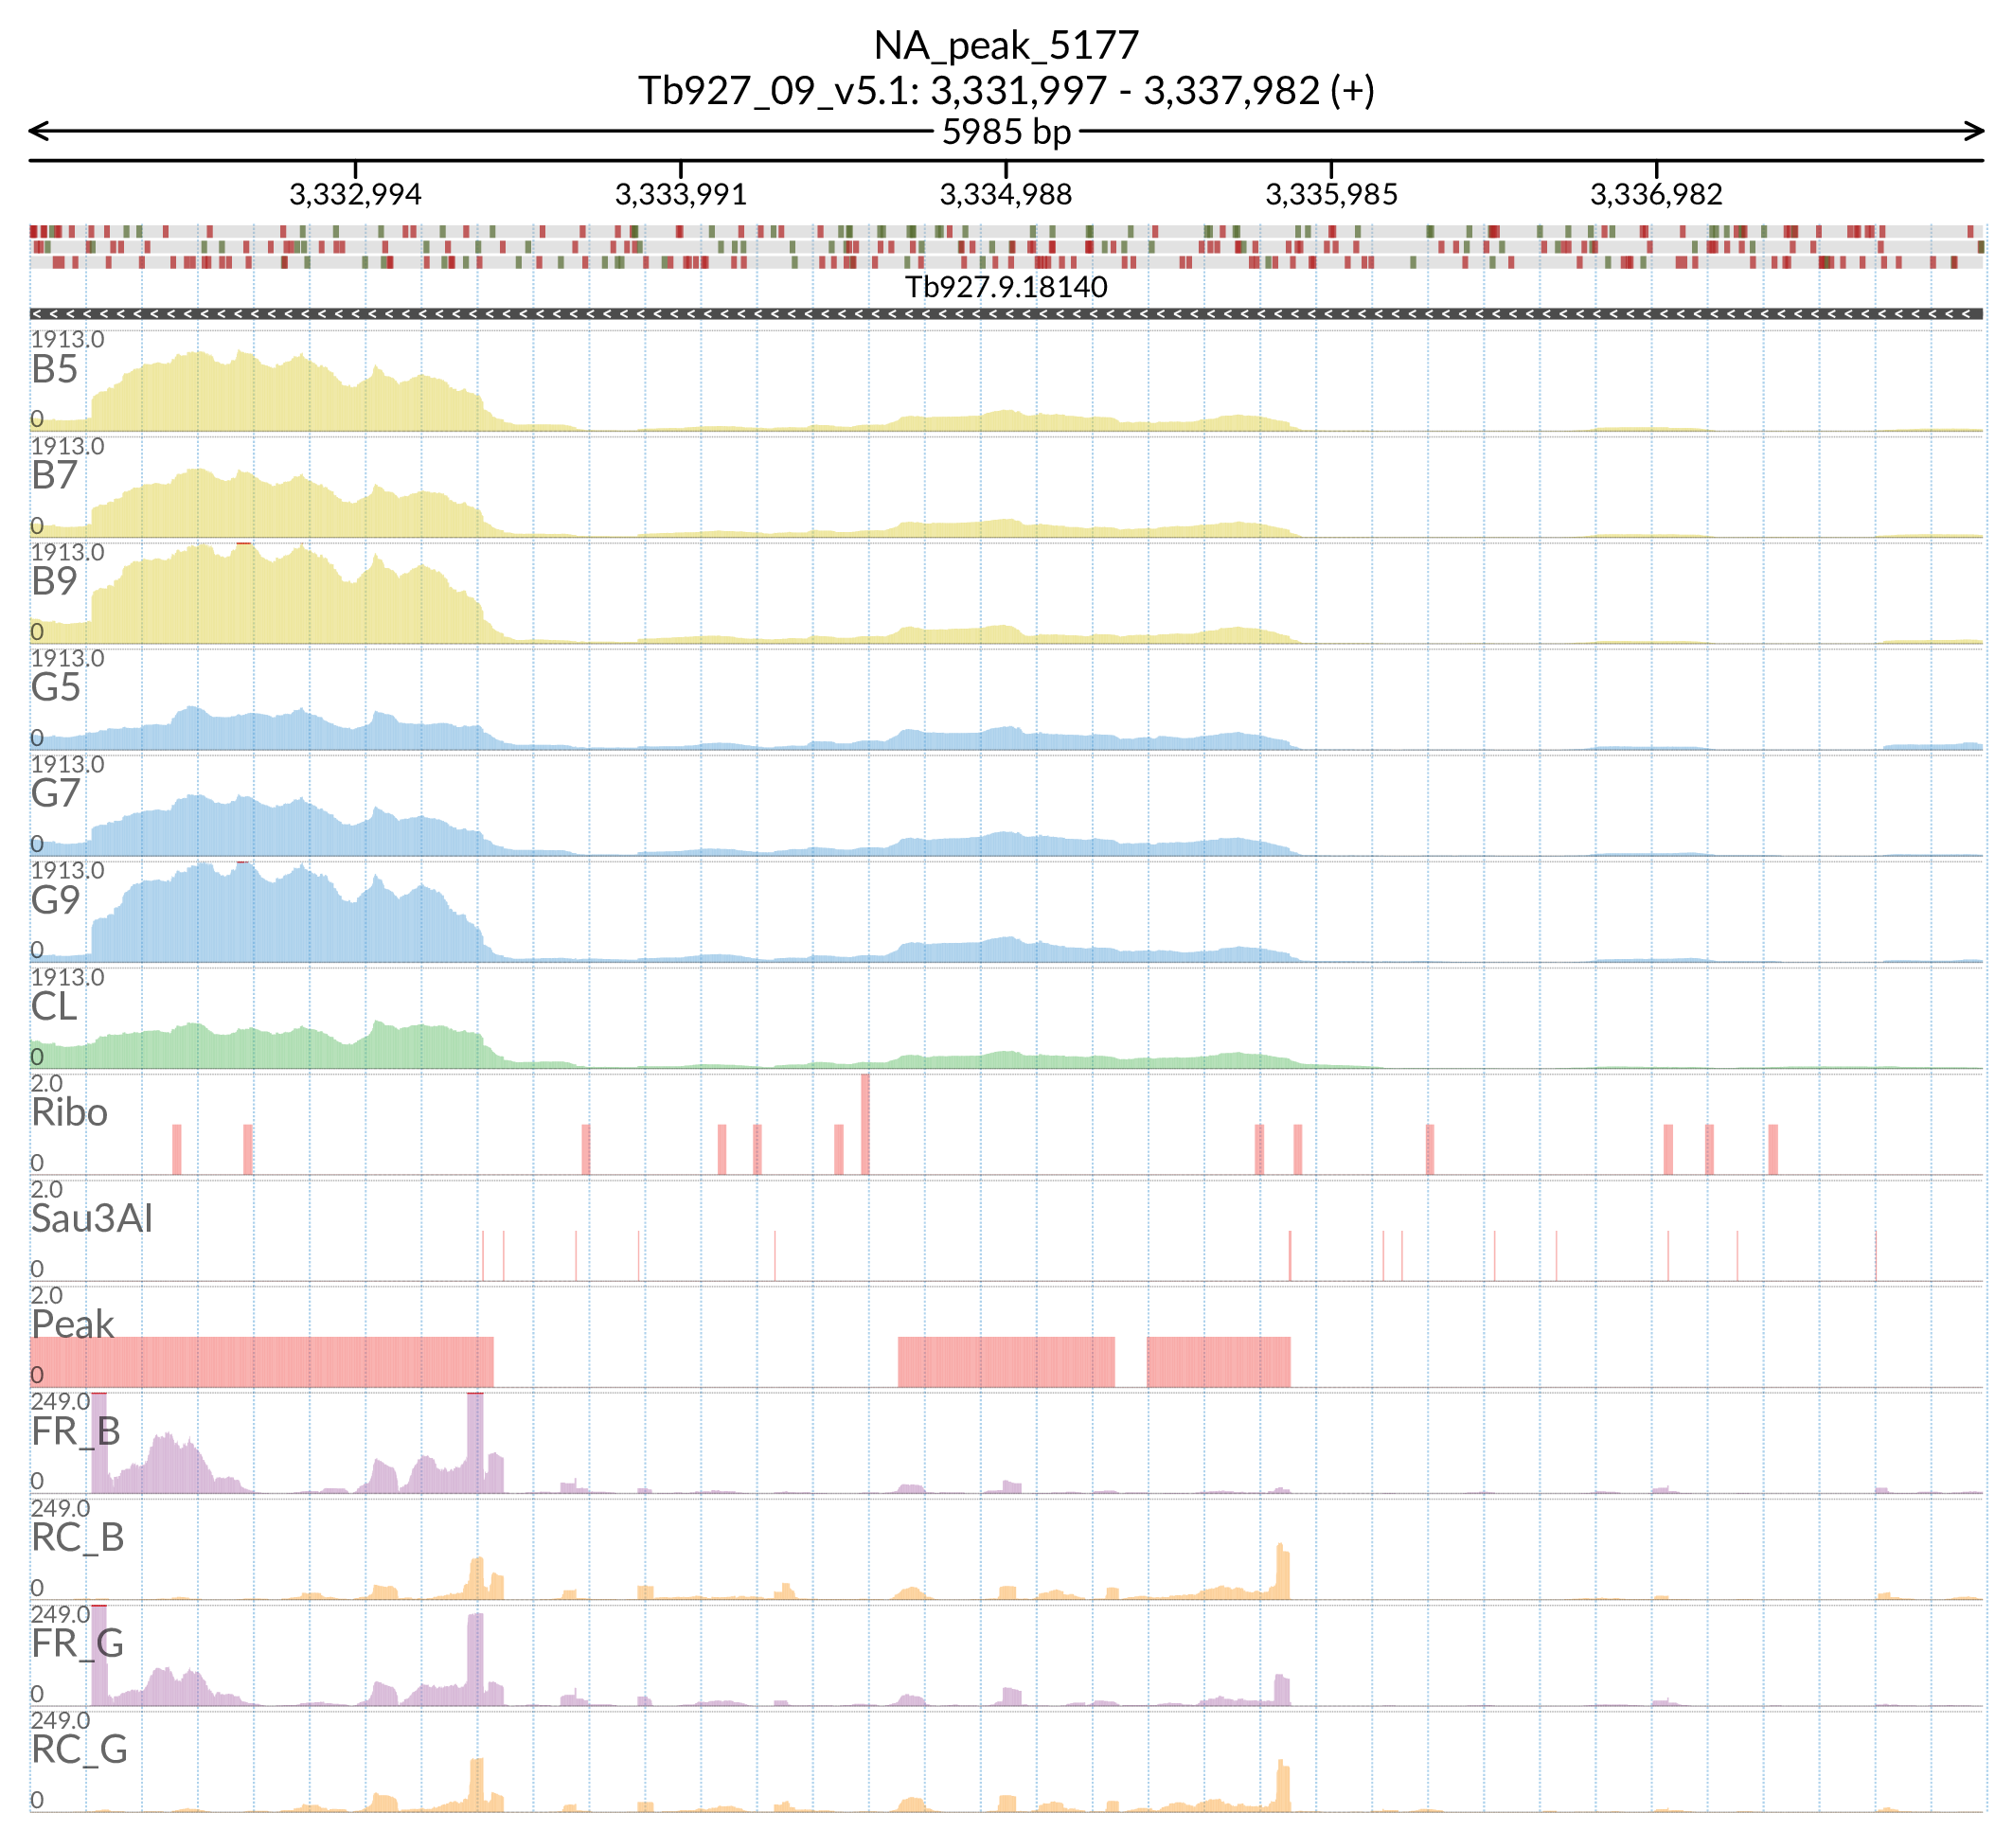 NA_peak_5177
Tb927_09_v5.1: 3,331,997 - 3,337,982 (+)
5985 bp
3,332,994 3,333,991 3,334,988 3,335,985 3,336,982
Tb927.9.18140
1913.0
B5
0
1913.0
B7
0
1913.0
B9
0
1913.0
G5
0
1913.0
G7
0
1913.0
G9
0
1913.0
CL
0
2.0
Ribo
0
2.0
Sau3AI
0
2.0
Peak
0
249.0
FR_B
0
249.0
RC_B
0
249.0
FR_G
0
249.0
RC_G
0